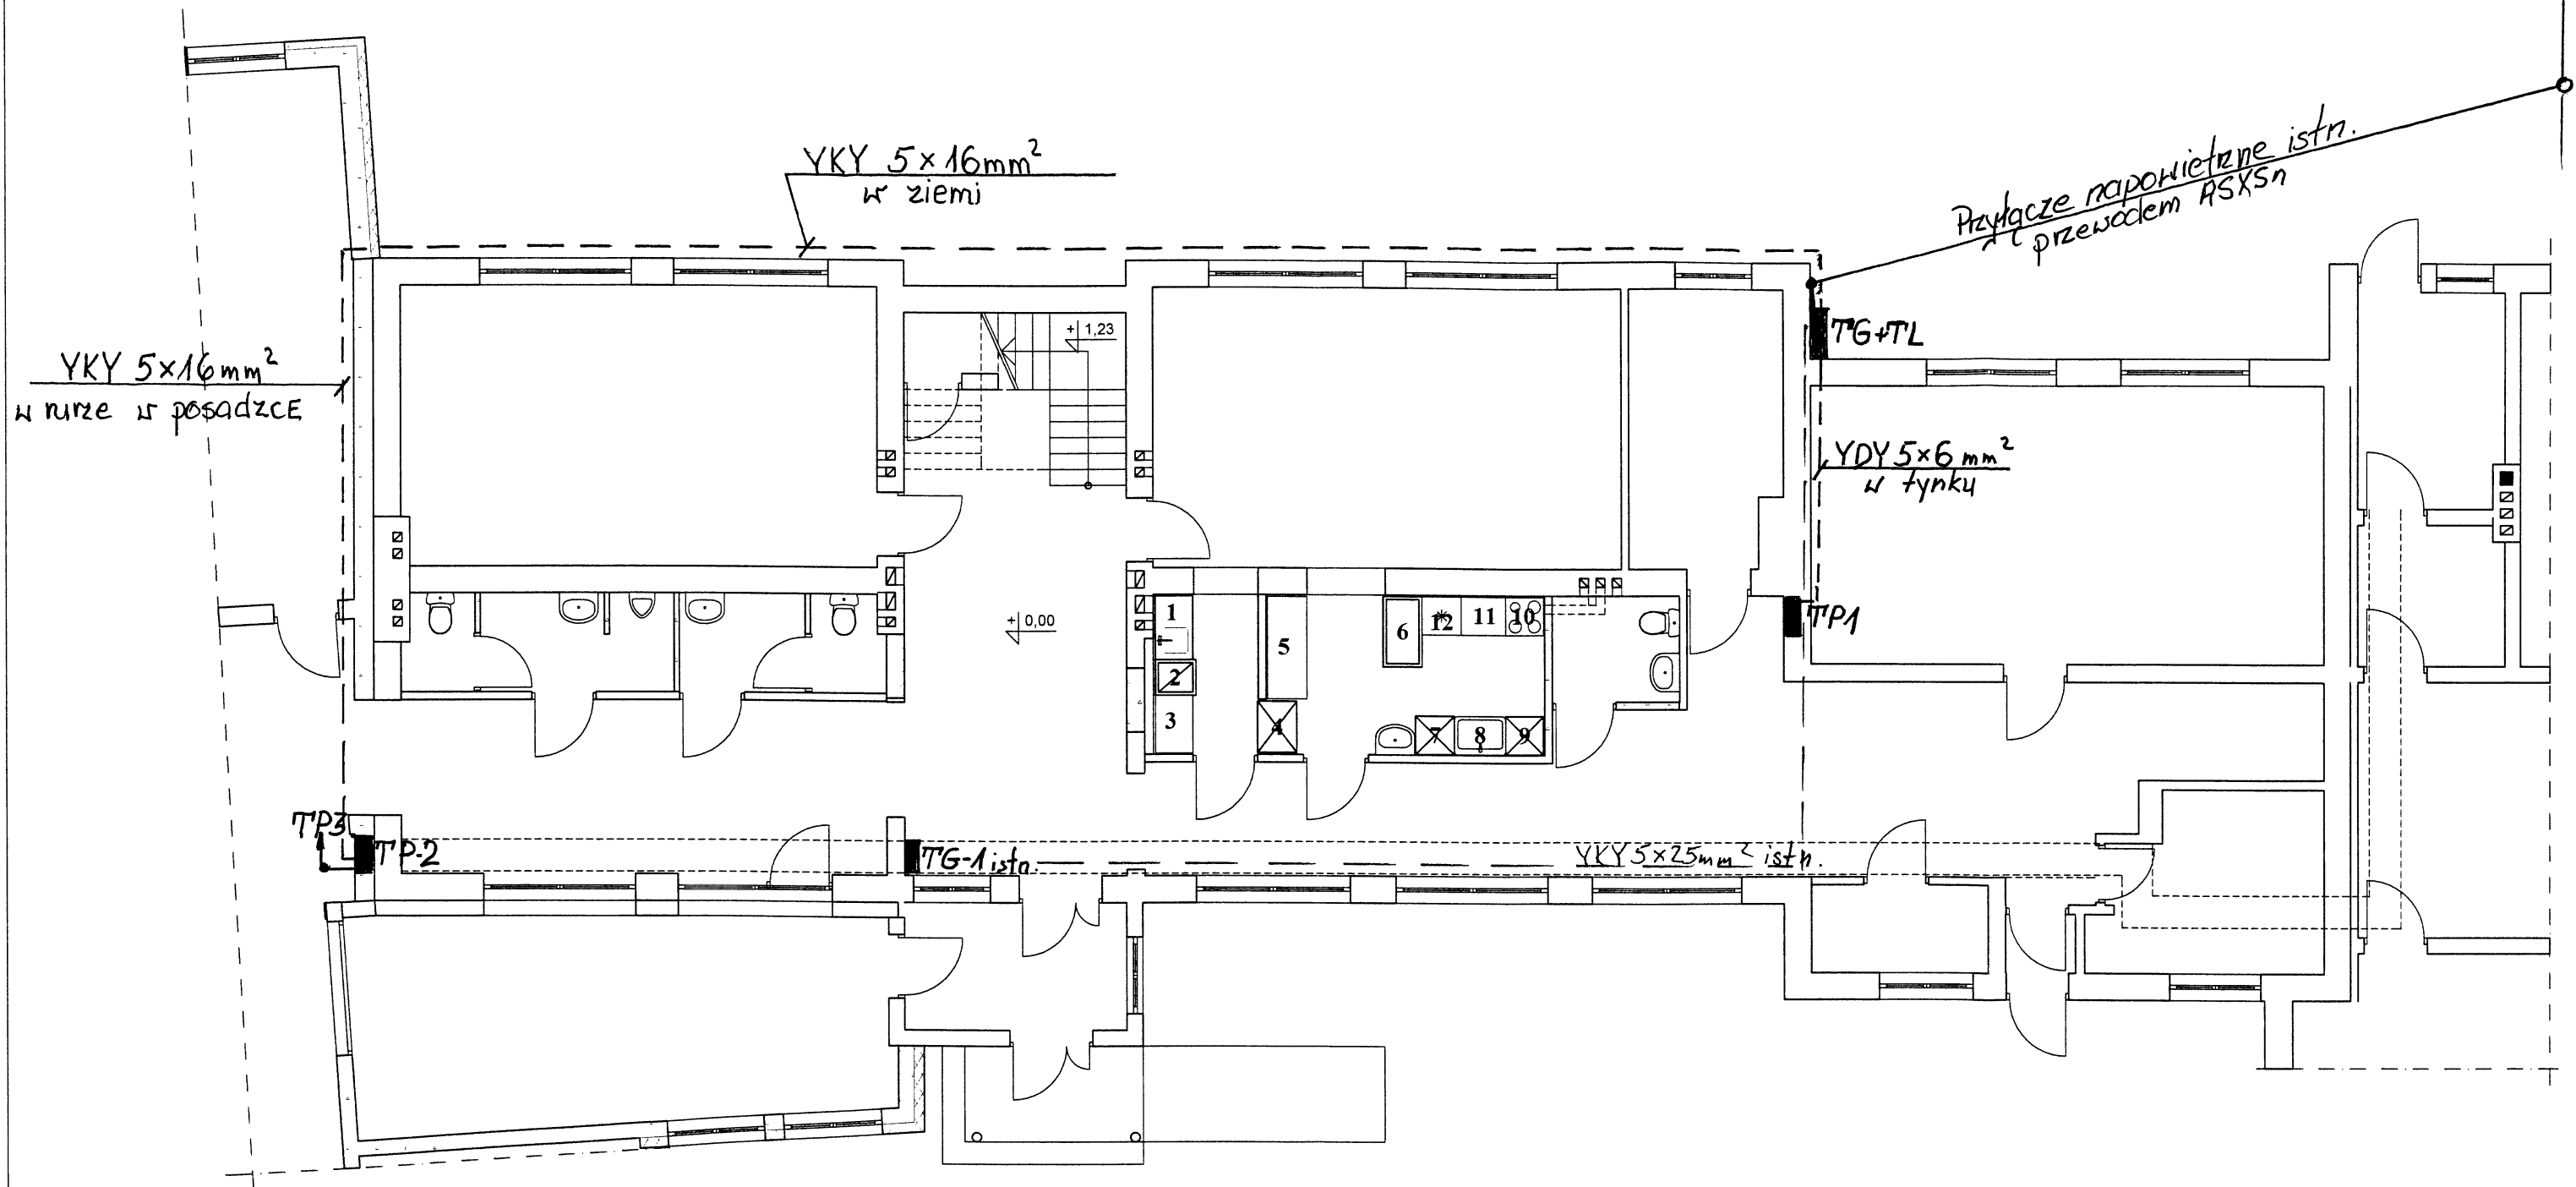 YKY 5×16mm²
w ziemi
Przyłącze napowietrzne istn.
przewodem ASXSn
+ 1,23
TG+TL
YKY 5×16mm²
w rurze w posadzCE
YDY 5×6 mm²
w tynku
+ 0,00
1
2
3
4
5
6
12
11
10
7
8
9
TP1
TP3
TP-2
TG-1 istn.
YKY 5×25mm² istn.